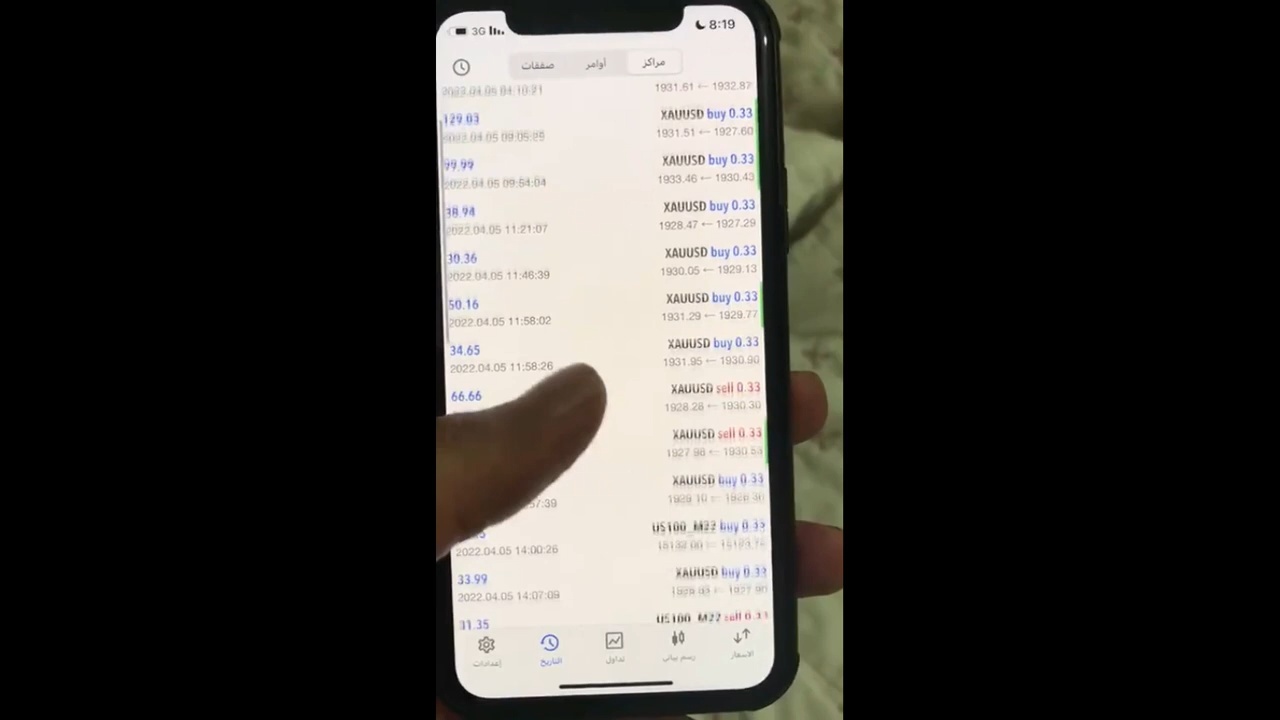 3G 8:19
مراكز أوامر صفقات
1931.61 ← 1932.87
XAUUSD buy 0.33 129.03
1931.51 ← 1927.60 2022.04.05 09:05:25
XAUUSD buy 0.33 99.99
1933.46 ← 1930.43 2022.04.05 09:54:04
XAUUSD buy 0.33 38.94
1928.47 ← 1927.29 2022.04.05 11:21:07
XAUUSD buy 0.33 30.36
1930.05 ← 1929.13 2022.04.05 11:46:39
XAUUSD buy 0.33 50.16
1931.29 ← 1929.77 2022.04.05 11:58:02
XAUUSD buy 0.33 34.65
1931.95 ← 1930.90 2022.04.05 11:58:26
XAUUSD sell 0.33 66.66
1928.28 ← 1930.30
XAUUSD sell 0.33
XAUUSD buy 0.33
US100_M22 buy 0.33
2022.04.05 14:00:26
XAUUSD buy 0.33 33.99
2022.04.05 14:07:09
US100_M22 sell 0.33 31.35
الأسعار رسم بياني تداول التاريخ إعدادات